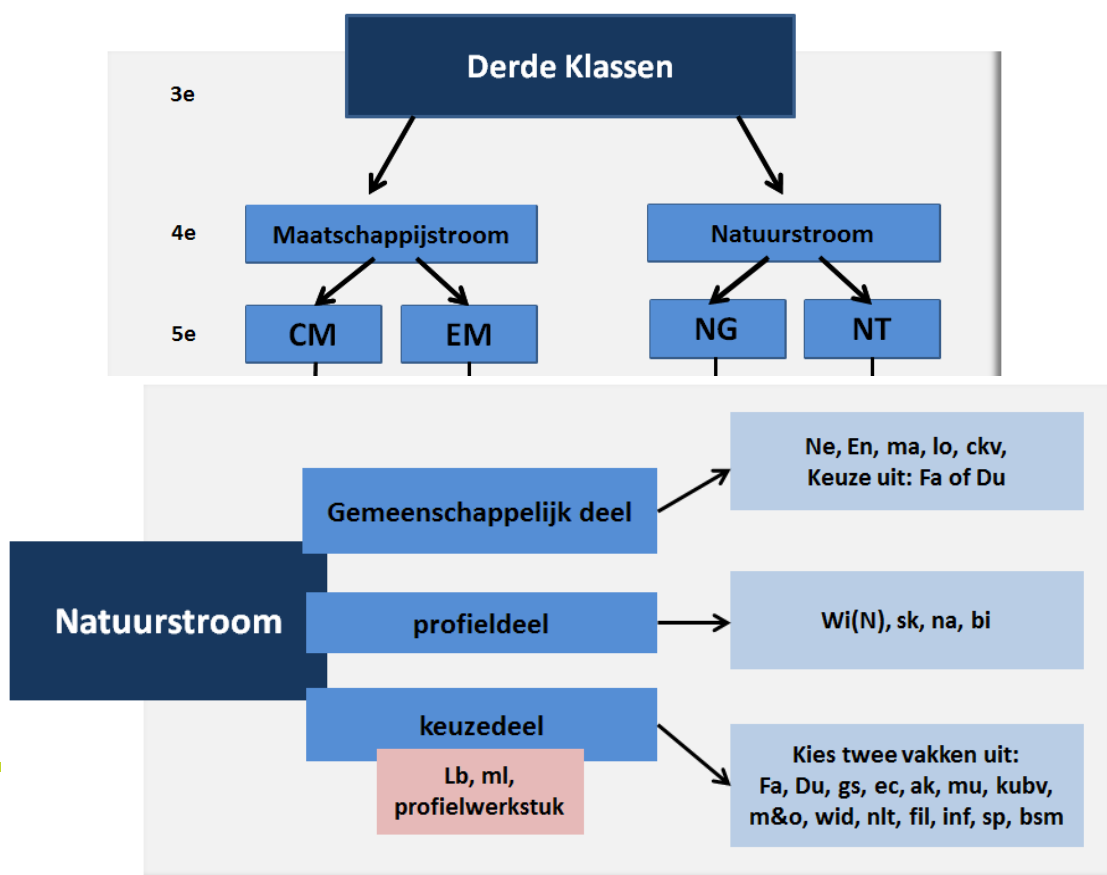 Derde Klassen
3e
4e
Maatschappijstroom
Natuurstroom
5e
CM
EM
NG
NT
Natuurstroom
Gemeenschappelijk deel
Ne, En, ma, lo, ckv,
Keuze uit: Fa of Du
profieldeel
Wi(N), sk, na, bi
keuzedeel
Lb, ml,
profielwerkstuk
Kies twee vakken uit:
Fa, Du, gs, ec, ak, mu, kubv,
m&o, wid, nlt, fil, inf, sp, bsm